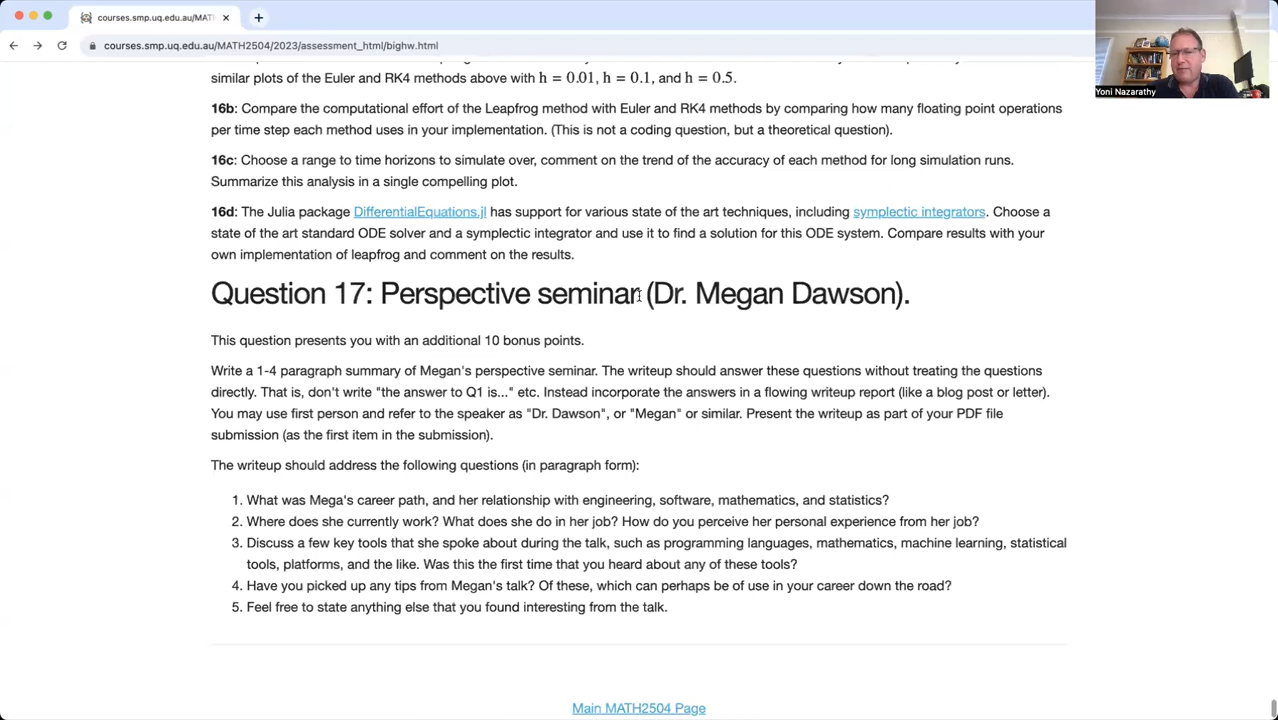 courses.smp.uq.edu.au/MAT
courses.smp.uq.edu.au/MATH2504/2023/assessment_html/bighw.html
Yoni Nazarathy
similar plots of the Euler and RK4 methods above with h = 0.01, h = 0.1, and h = 0.5.
16b: Compare the computational effort of the Leapfrog method with Euler and RK4 methods by comparing how many floating point operations
per time step each method uses in your implementation. (This is not a coding question, but a theoretical question).
16c: Choose a range to time horizons to simulate over, comment on the trend of the accuracy of each method for long simulation runs.
Summarize this analysis in a single compelling plot.
16d: The Julia package DifferentialEquations.jl has support for various state of the art techniques, including symplectic integrators. Choose a
state of the art standard ODE solver and a symplectic integrator and use it to find a solution for this ODE system. Compare results with your
own implementation of leapfrog and comment on the results.
Question 17: Perspective seminar (Dr. Megan Dawson).
This question presents you with an additional 10 bonus points.
Write a 1-4 paragraph summary of Megan's perspective seminar. The writeup should answer these questions without treating the questions
directly. That is, don't write "the answer to Q1 is..." etc. Instead incorporate the answers in a flowing writeup report (like a blog post or letter).
You may use first person and refer to the speaker as "Dr. Dawson", or "Megan" or similar. Present the writeup as part of your PDF file
submission (as the first item in the submission).
The writeup should address the following questions (in paragraph form):
1. What was Mega's career path, and her relationship with engineering, software, mathematics, and statistics?
2. Where does she currently work? What does she do in her job? How do you perceive her personal experience from her job?
3. Discuss a few key tools that she spoke about during the talk, such as programming languages, mathematics, machine learning, statistical
tools, platforms, and the like. Was this the first time that you heard about any of these tools?
4. Have you picked up any tips from Megan's talk? Of these, which can perhaps be of use in your career down the road?
5. Feel free to state anything else that you found interesting from the talk.
Main MATH2504 Page